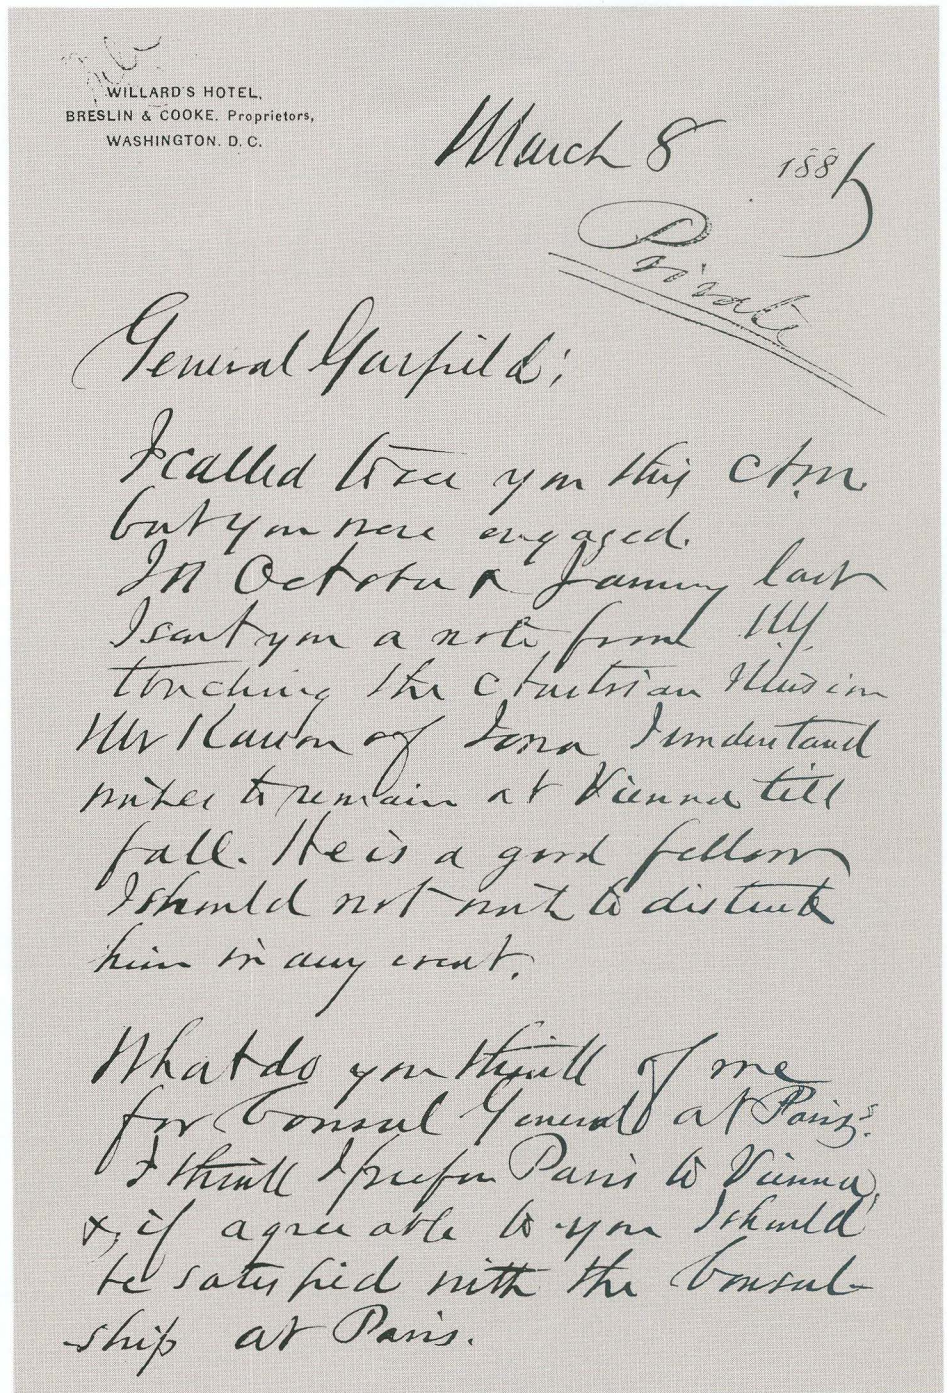 File
WILLARD'S HOTEL,
BRESLIN & COOKE. Proprietors,
WASHINGTON. D. C.
March 8 188
Private
General Garfield:
I called to see you this A.m.
but you were engaged.
In October & January last
I sent you a note from NY
touching the Austrian Mission
Mr Kasson of Iowa I understand
wishes to remain at Vienna till
fall. He is a good fellow
I should not wish to disturb
him in any event.
What do you think of me
for Consul General at Paris?
I think I prefer Paris to Vienna,
&, if agreeable to you I should
be satisfied with the Consul-
-ship at Paris.